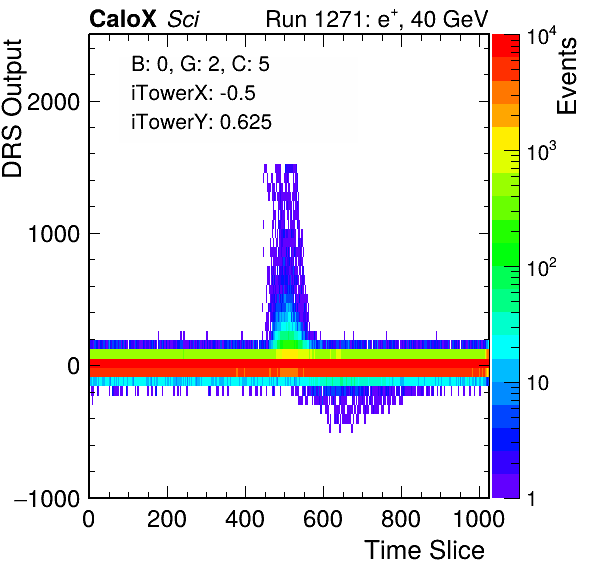 CaloX Sci Run 1271: e⁺, 40 GeV
B: 0, G: 2, C: 5
iTowerX: -0.5
iTowerY: 0.625
DRS Output
2000
1000
0
−1000
0 200 400 600 800 1000
Time Slice
Events
10⁴
10³
10²
10
1